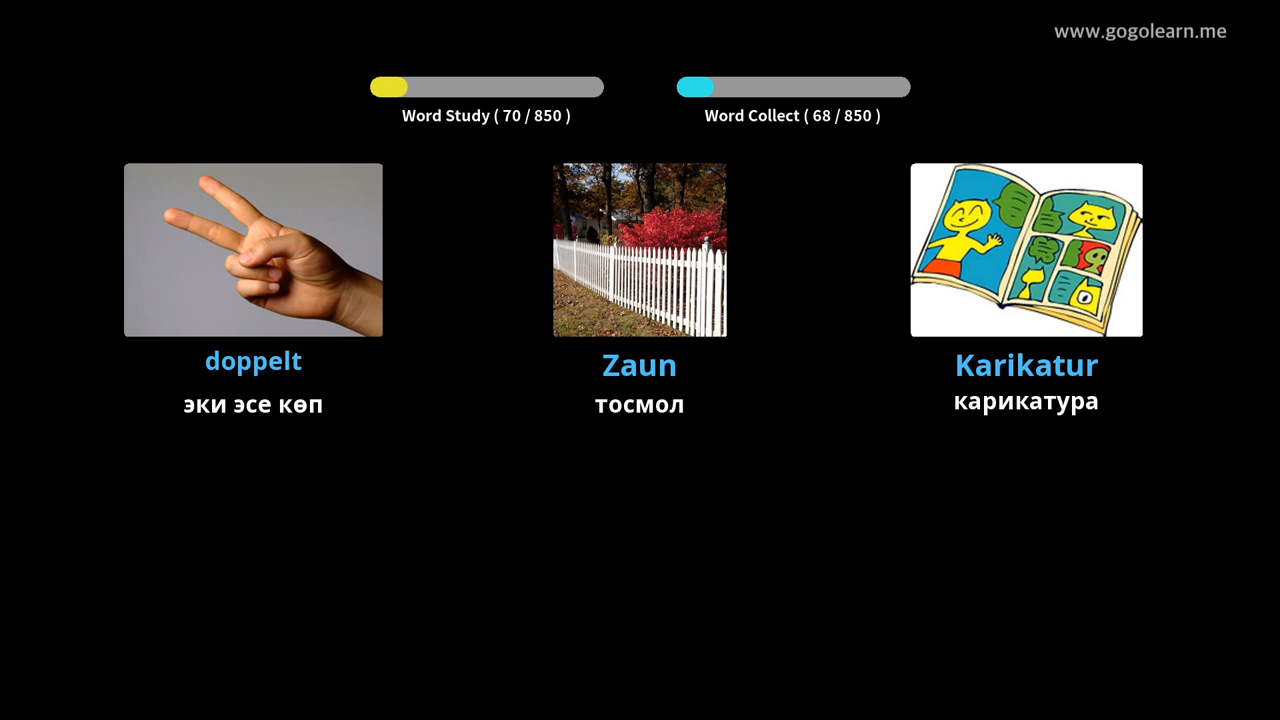 www.gogolearn.me
Word Study ( 70 / 850 )
Word Collect ( 68 / 850 )
doppelt
эки эсе көп
Zaun
тосмол
Karikatur
карикатура